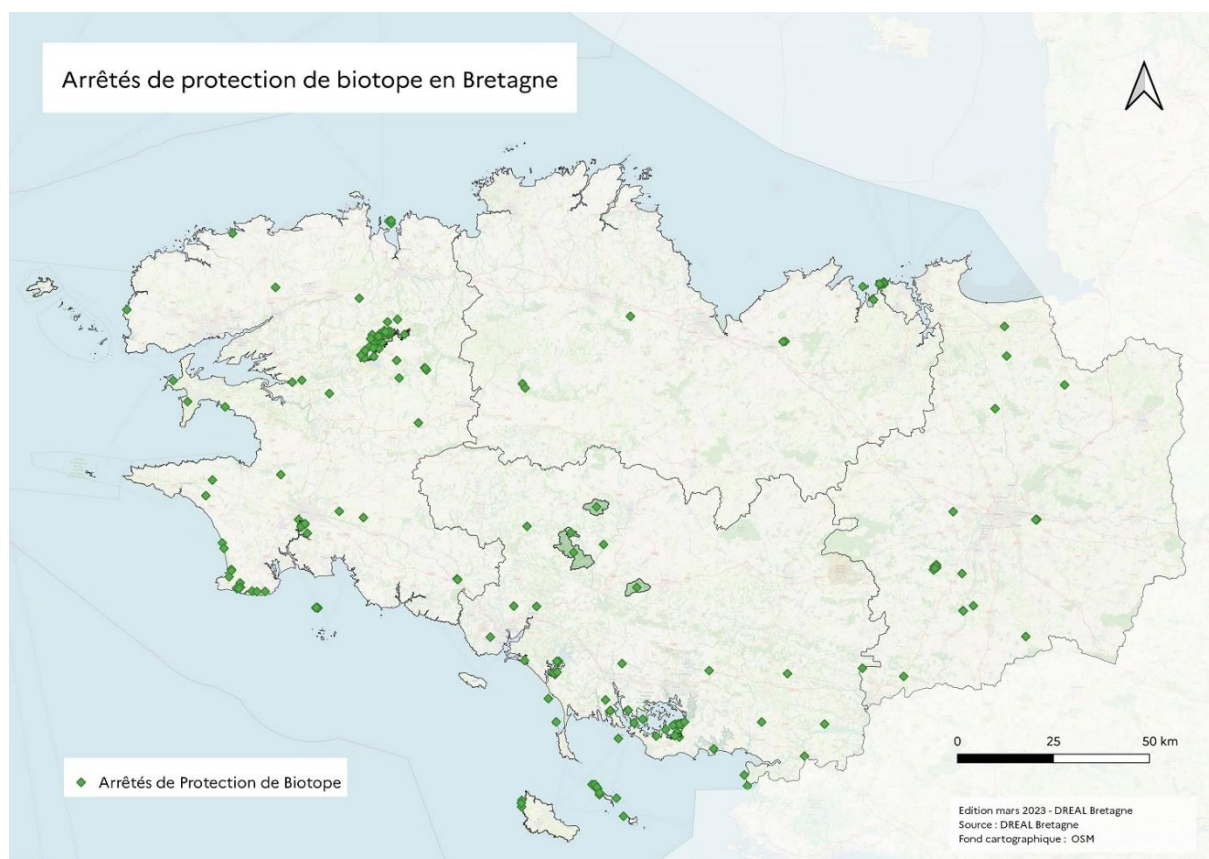 Arrêtés de protection de biotope en Bretagne
0 25 50 km
Arrêtés de Protection de Biotope
Edition mars 2023 - DREAL Bretagne
Source : DREAL Bretagne
Fond cartographique : OSM